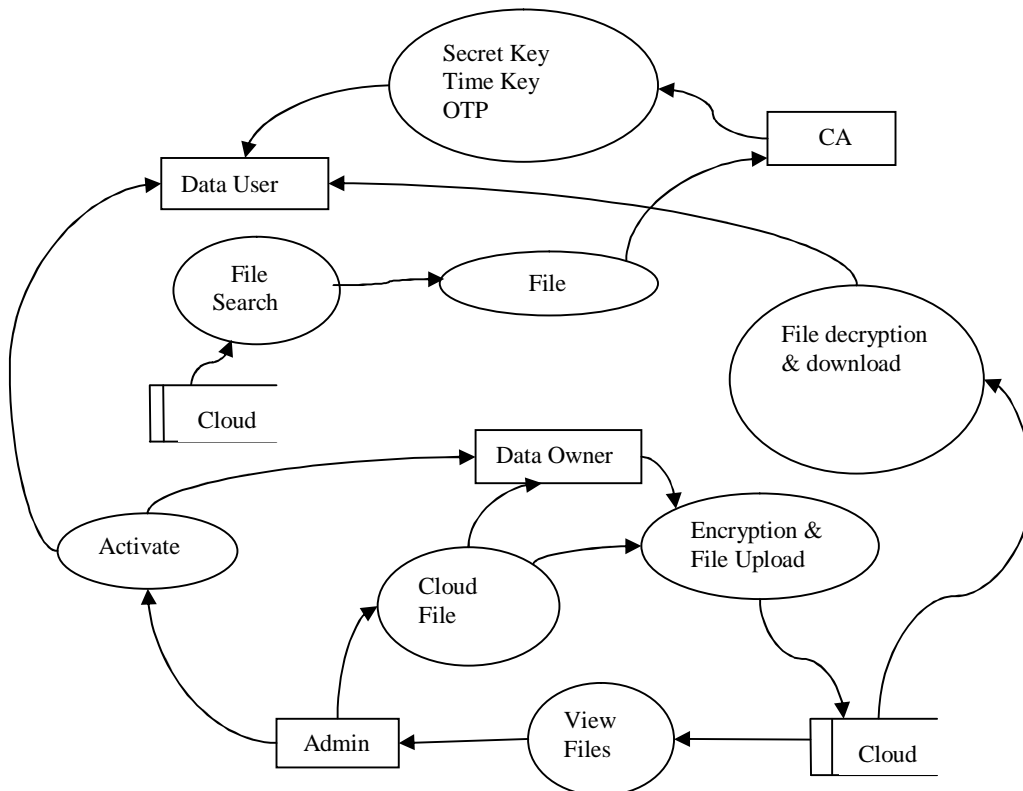 Secret Key
Time Key
OTP
CA
Data User
File
Search
File
File decryption
& download
Cloud
Data Owner
Activate
Encryption &
File Upload
Cloud
File
Admin
View
Files
Cloud